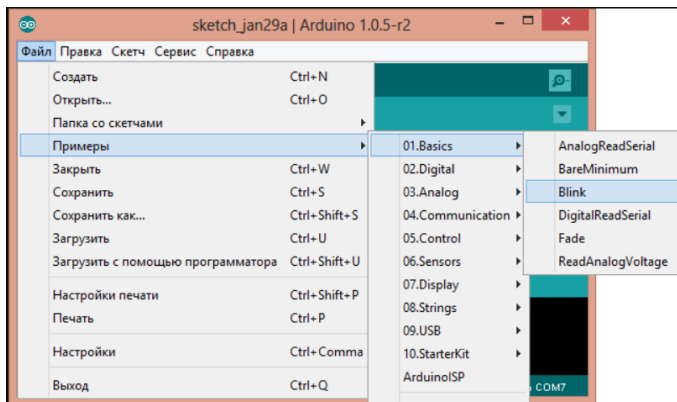 sketch_jan29a | Arduino 1.0.5-r2
Файл Правка Скетч Сервис Справка
Создать Ctrl+N
Открыть... Ctrl+O
Папка со скетчами
Примеры
Закрыть Ctrl+W
Сохранить Ctrl+S
Сохранить как... Ctrl+Shift+S
Загрузить Ctrl+U
Загрузить с помощью программатора Ctrl+Shift+U
Настройки печати Ctrl+Shift+P
Печать Ctrl+P
Настройки Ctrl+Comma
Выход Ctrl+Q
01.Basics
02.Digital
03.Analog
04.Communication
05.Control
06.Sensors
07.Display
08.Strings
09.USB
10.StarterKit
ArduinoISP
AnalogReadSerial
BareMinimum
Blink
DigitalReadSerial
Fade
ReadAnalogVoltage
COM7